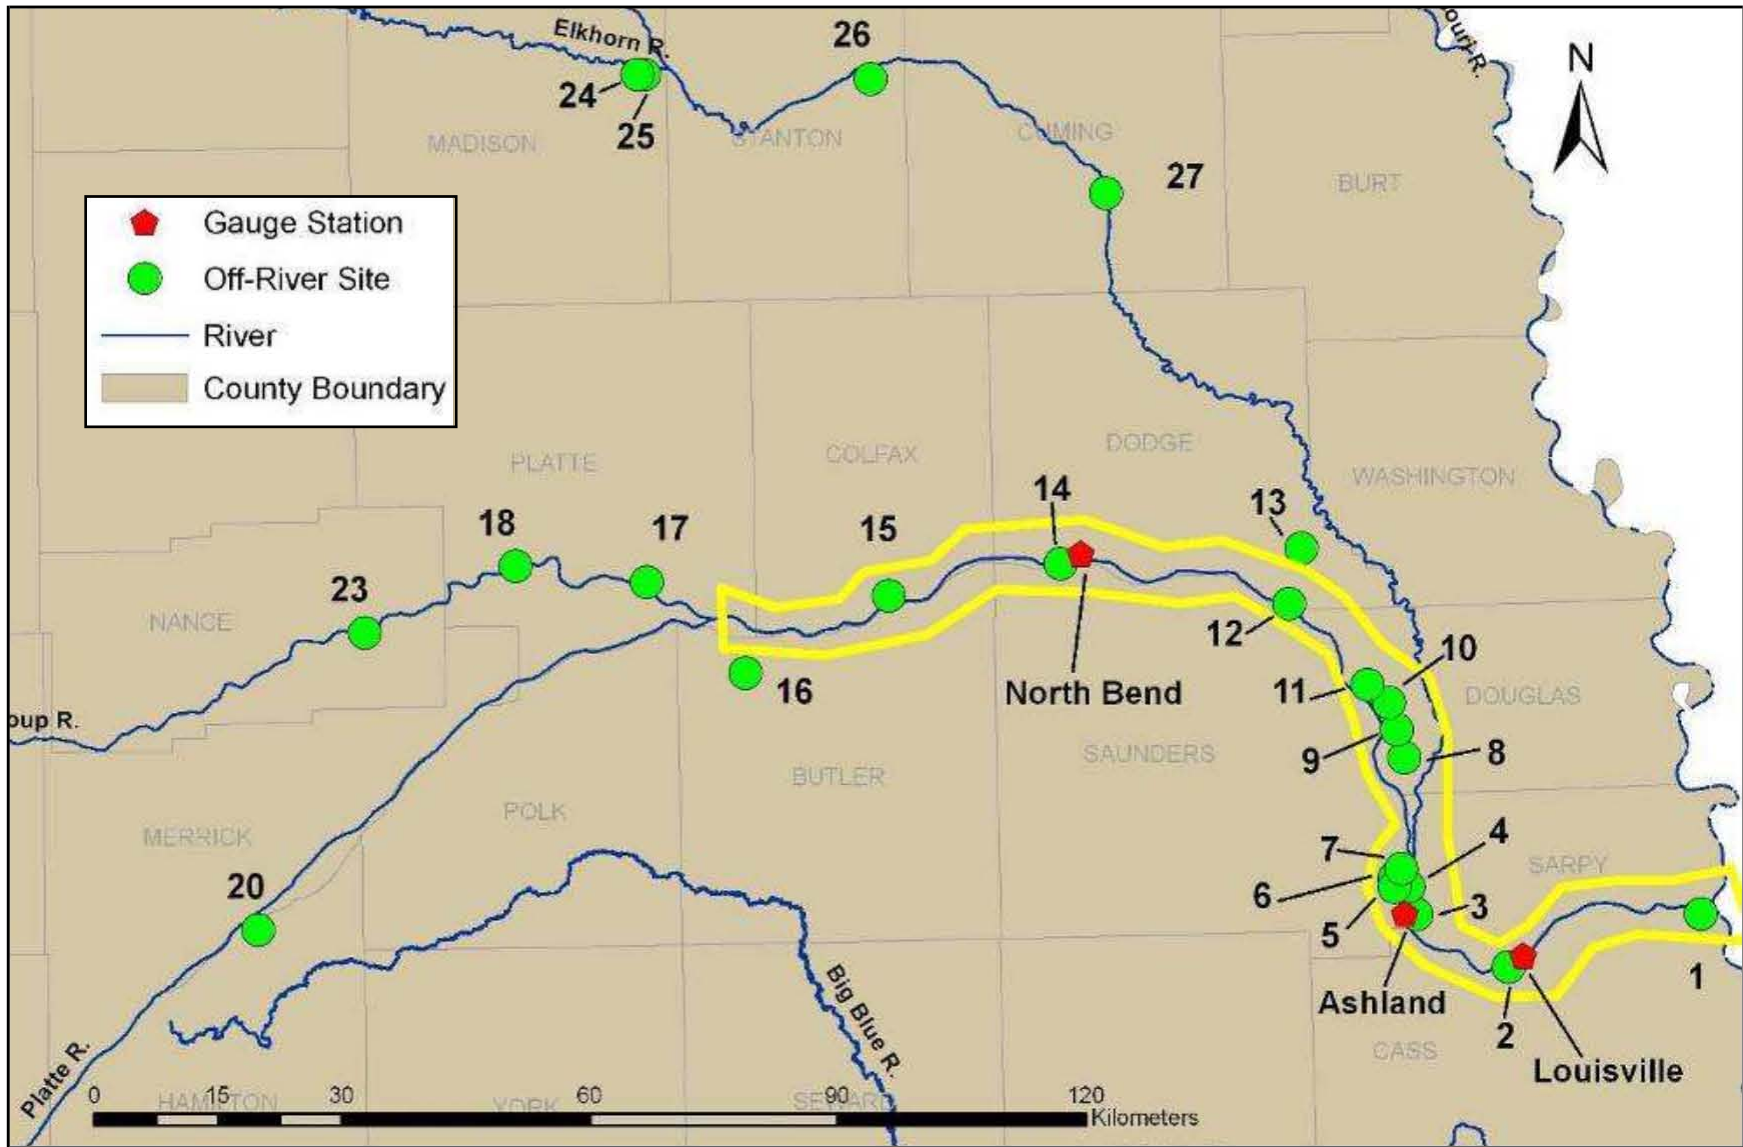 Elkhorn R.
26
ouri R.
N
24
25
MADISON
STANTON
CUMING
27
BURT
Gauge Station
Off-River Site
River
County Boundary
PLATTE
COLFAX
DODGE
WASHINGTON
14
13
18
17
15
23
NANCE
12
10
16
North Bend
11
DOUGLAS
oup R.
9
8
SAUNDERS
BUTLER
POLK
MERRICK
7
4
SARPY
20
6
3
5
1
Ashland
2
Big Blue R.
CASS
Louisville
Platte R.
0 15 30 60 90 120
Kilometers
HAMILTON
YORK
SEWARD